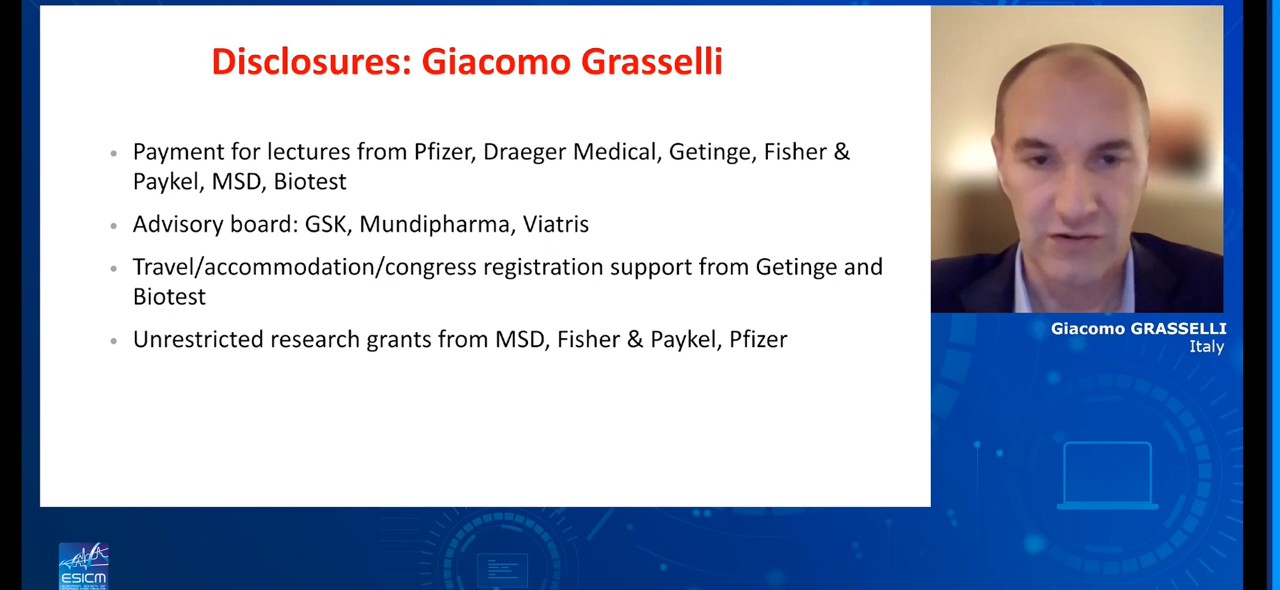 Disclosures: Giacomo Grasselli
• Payment for lectures from Pfizer, Draeger Medical, Getinge, Fisher &
Paykel, MSD, Biotest
• Advisory board: GSK, Mundipharma, Viatris
• Travel/accommodation/congress registration support from Getinge and
Biotest
• Unrestricted research grants from MSD, Fisher & Paykel, Pfizer
Giacomo GRASSELLI
Italy
ESICM